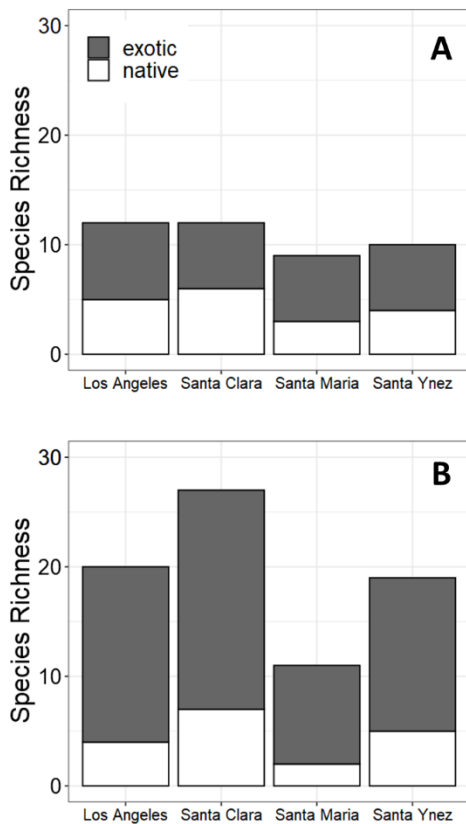 A
exotic
native
Species Richness
30
20
10
0
Los Angeles Santa Clara Santa Maria Santa Ynez
B
Species Richness
30
20
10
0
Los Angeles Santa Clara Santa Maria Santa Ynez